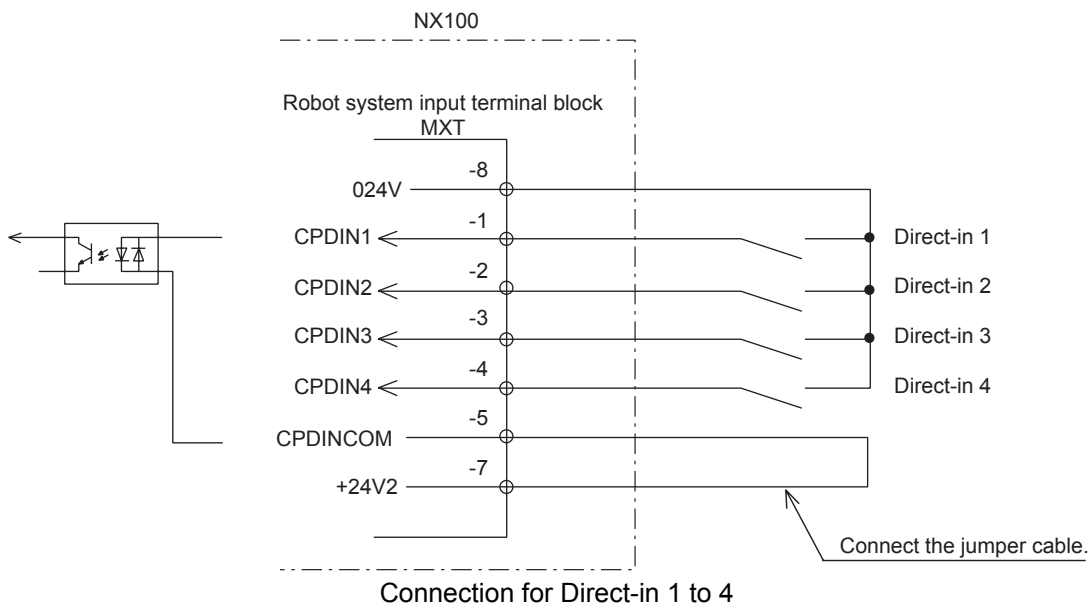 NX100
Robot system input terminal block
MXT
-8
024V
-1
CPDIN1
Direct-in 1
-2
CPDIN2
Direct-in 2
-3
CPDIN3
Direct-in 3
-4
CPDIN4
Direct-in 4
-5
CPDINCOM
-7
+24V2
Connect the jumper cable.
Connection for Direct-in 1 to 4